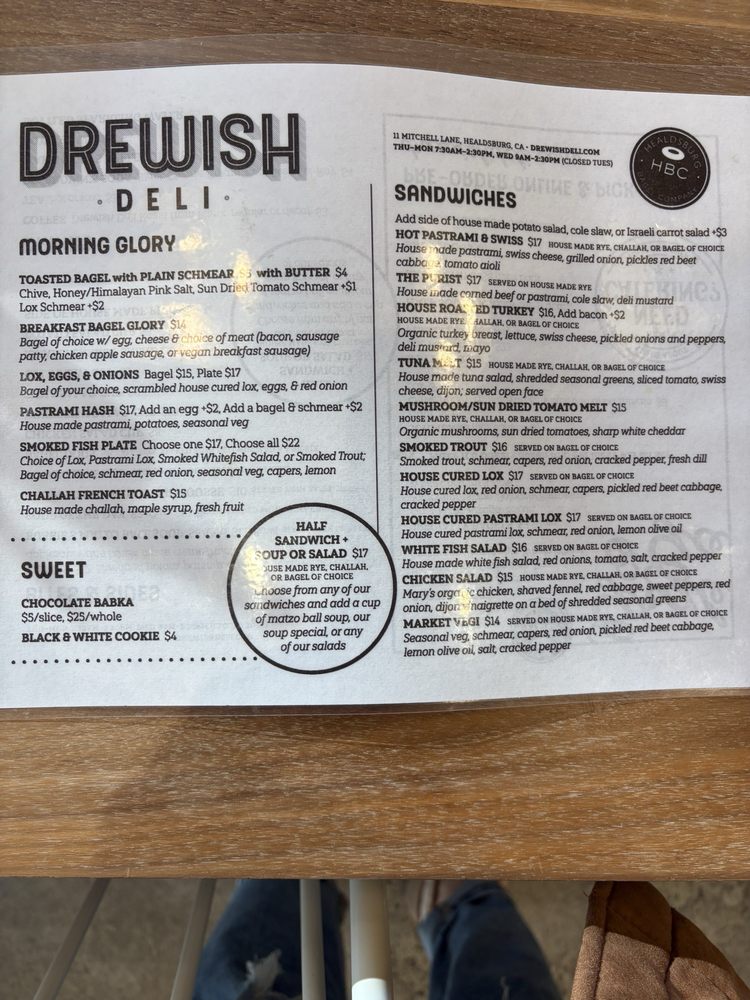 DREWISH
·DELI·
MORNING GLORY
TOASTED BAGEL with PLAIN SCHMEAR $5 with BUTTER $4
Chive, Honey/Himalayan Pink Salt, Sun Dried Tomato Schmear +$1
Lox Schmear +$2
BREAKFAST BAGEL GLORY $14
Bagel of choice w/ egg, cheese & choice of meat (bacon, sausage
patty, chicken apple sausage, or vegan breakfast sausage)
LOX, EGGS, & ONIONS Bagel $15, Plate $17
Bagel of your choice, scrambled house cured lox, eggs, & red onion
PASTRAMI HASH $17, Add an egg +$2, Add a bagel & schmear +$2
House made pastrami, potatoes, seasonal veg
SMOKED FISH PLATE Choose one $17, Choose all $22
Choice of Lox, Pastrami Lox, Smoked Whitefish Salad, or Smoked Trout;
Bagel of choice, schmear, red onion, seasonal veg, capers, lemon
CHALLAH FRENCH TOAST $15
House made challah, maple syrup, fresh fruit
SWEET
CHOCOLATE BABKA
$5/slice, $25/whole
BLACK & WHITE COOKIE $4
HALF
SANDWICH +
SOUP OR SALAD $17
HOUSE MADE RYE, CHALLAH,
OR BAGEL OF CHOICE
Choose from any of our
sandwiches and add a cup
of matzo ball soup, our
soup special, or any
of our salads
11 MITCHELL LANE, HEALDSBURG, CA · DREWISHDELI.COM
THU-MON 7:30AM-2:30PM, WED 9AM-2:30PM (CLOSED TUES)
HEALDSBURG
HBC
BAGEL COMPANY
SANDWICHES
Add side of house made potato salad, cole slaw, or Israeli carrot salad +$3
HOT PASTRAMI & SWISS $17 HOUSE MADE RYE, CHALLAH, OR BAGEL OF CHOICE
House made pastrami, swiss cheese, grilled onion, pickles red beet
cabbage, tomato aioli
THE PURIST $17 SERVED ON HOUSE MADE RYE
House made corned beef or pastrami, cole slaw, deli mustard
HOUSE ROASTED TURKEY $16, Add bacon +$2
HOUSE MADE RYE, CHALLAH, OR BAGEL OF CHOICE
Organic turkey breast, lettuce, swiss cheese, pickled onions and peppers,
deli mustard, mayo
TUNA MELT $15 HOUSE MADE RYE, CHALLAH, OR BAGEL OF CHOICE
House made tuna salad, shredded seasonal greens, sliced tomato, swiss
cheese, dijon, served open face
MUSHROOM/SUN DRIED TOMATO MELT $15
HOUSE MADE RYE, CHALLAH, OR BAGEL OF CHOICE
Organic mushrooms, sun dried tomatoes, sharp white cheddar
SMOKED TROUT $16 SERVED ON BAGEL OF CHOICE
Smoked trout, schmear, capers, red onion, cracked pepper, fresh dill
HOUSE CURED LOX $17 SERVED ON BAGEL OF CHOICE
House cured lox, red onion, schmear, capers, pickled red beet cabbage,
cracked pepper
HOUSE CURED PASTRAMI LOX $17 SERVED ON BAGEL OF CHOICE
House cured pastrami lox, schmear, red onion, lemon olive oil
WHITE FISH SALAD $16 SERVED ON BAGEL OF CHOICE
House made white fish salad, red onions, tomato, salt, cracked pepper
CHICKEN SALAD $15 HOUSE MADE RYE, CHALLAH, OR BAGEL OF CHOICE
Mary's organic chicken, shaved fennel, red cabbage, sweet peppers, red
onion, dijon vinaigrette on a bed of shredded seasonal greens
MARKET VEGI $14 SERVED ON HOUSE MADE RYE, CHALLAH, OR BAGEL OF CHOICE
Seasonal veg, schmear, capers, red onion, pickled red beet cabbage,
lemon olive oil, salt, cracked pepper